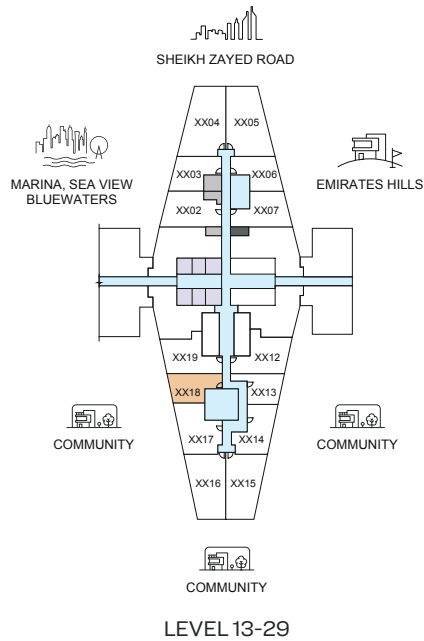 SHEIKH ZAYED ROAD
XX04
XX05
MARINA, SEA VIEW
BLUEWATERS
EMIRATES HILLS
XX03
XX06
XX02
XX07
XX19
XX12
XX18
XX13
COMMUNITY
COMMUNITY
XX17
XX14
XX16
XX15
COMMUNITY
LEVEL 13-29